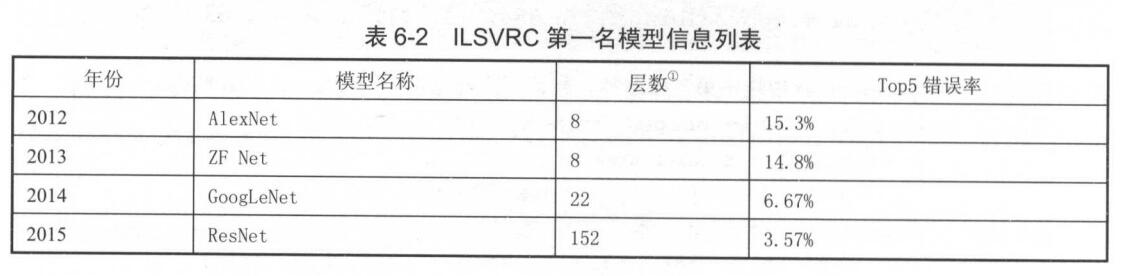 表 6-2 ILSVRC 第一名模型信息列表
年份 模型名称 层数① Top5 错误率
2012 AlexNet 8 15.3%
2013 ZF Net 8 14.8%
2014 GoogLeNet 22 6.67%
2015 ResNet 152 3.57%